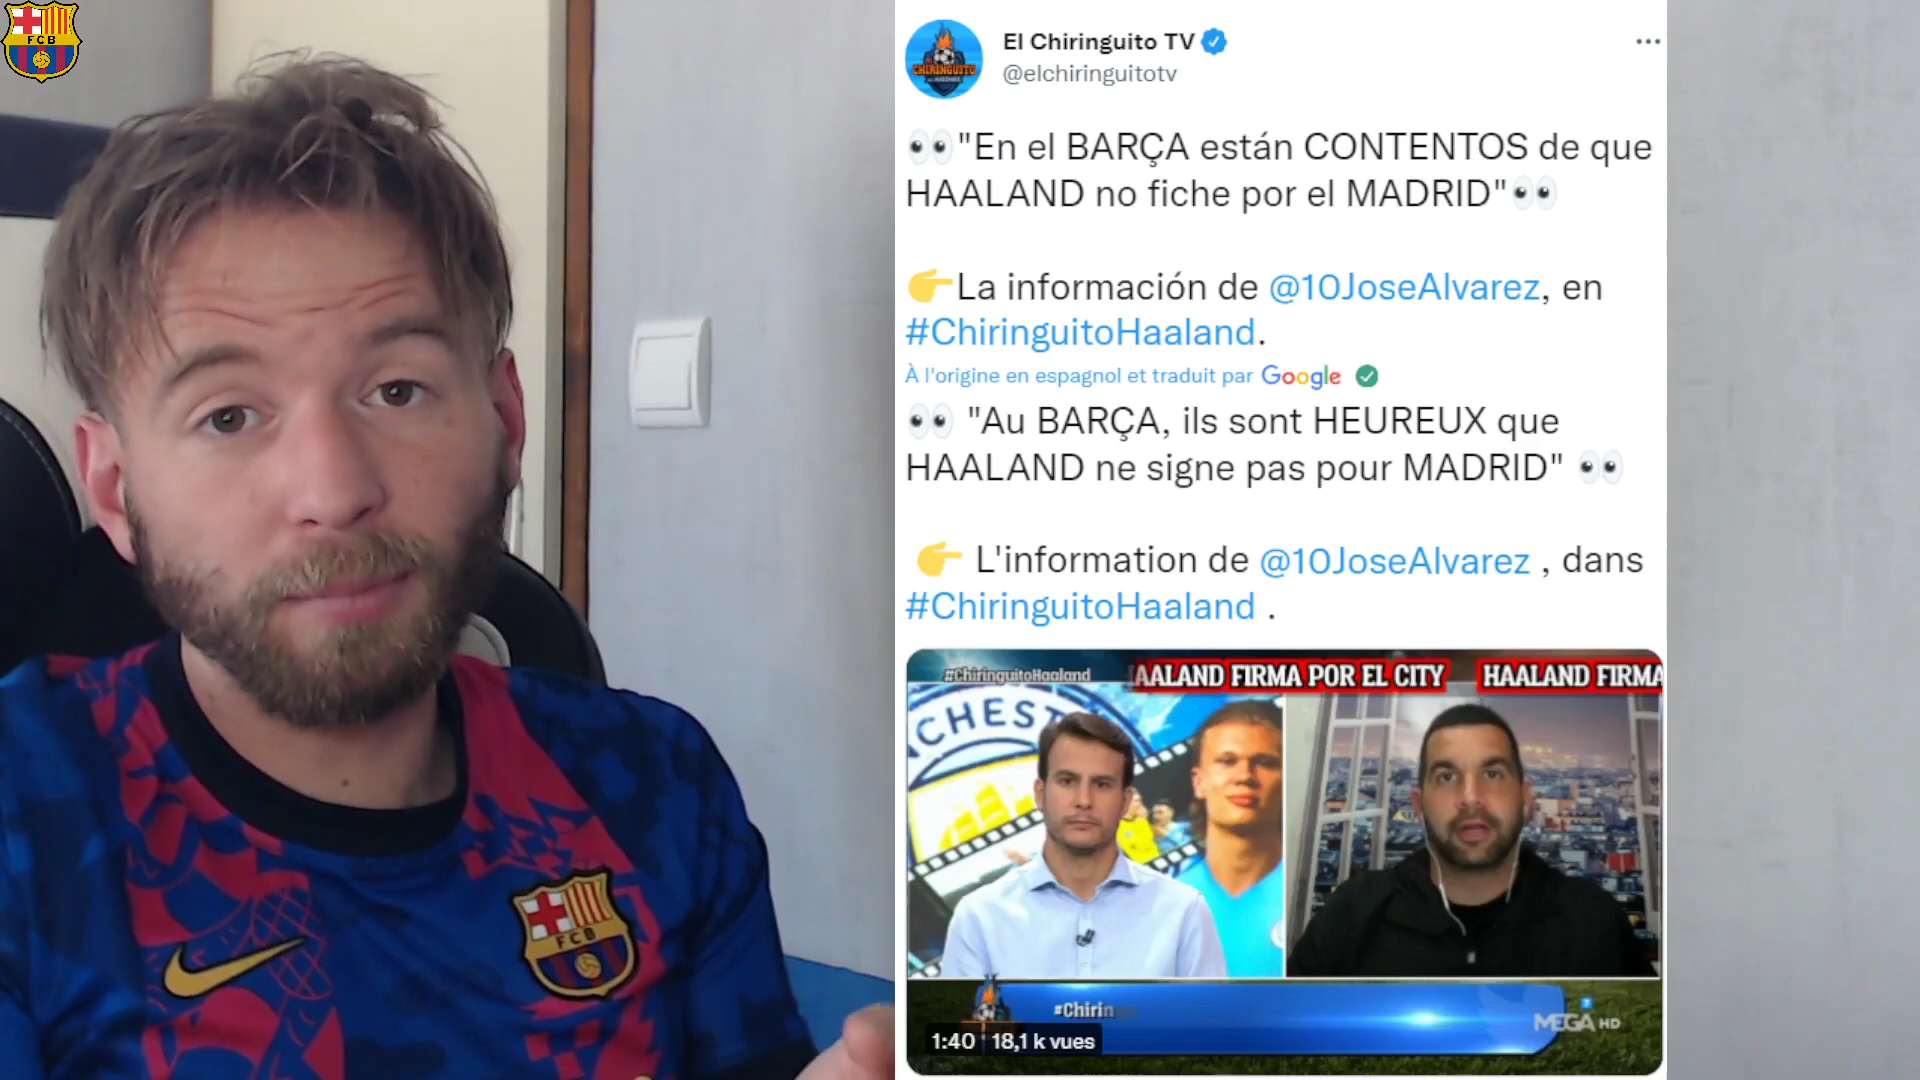 FCB
El Chiringuito TV
@elchiringuitotv
CHIRINGUITO
"En el BARÇA están CONTENTOS de que
HAALAND no fiche por el MADRID"
La información de @10JoseAlvarez, en
#ChiringuitoHaaland.
À l'origine en espagnol et traduit par Google
"Au BARÇA, ils sont HEUREUX que
HAALAND ne signe pas pour MADRID"
L'information de @10JoseAlvarez , dans
#ChiringuitoHaaland .
#ChiringuitoHaaland
AALAND FIRMA POR EL CITY HAALAND FIRMA
NCHEST
FCB
#Chirin
MEGA HD
1:40 18,1 k vues